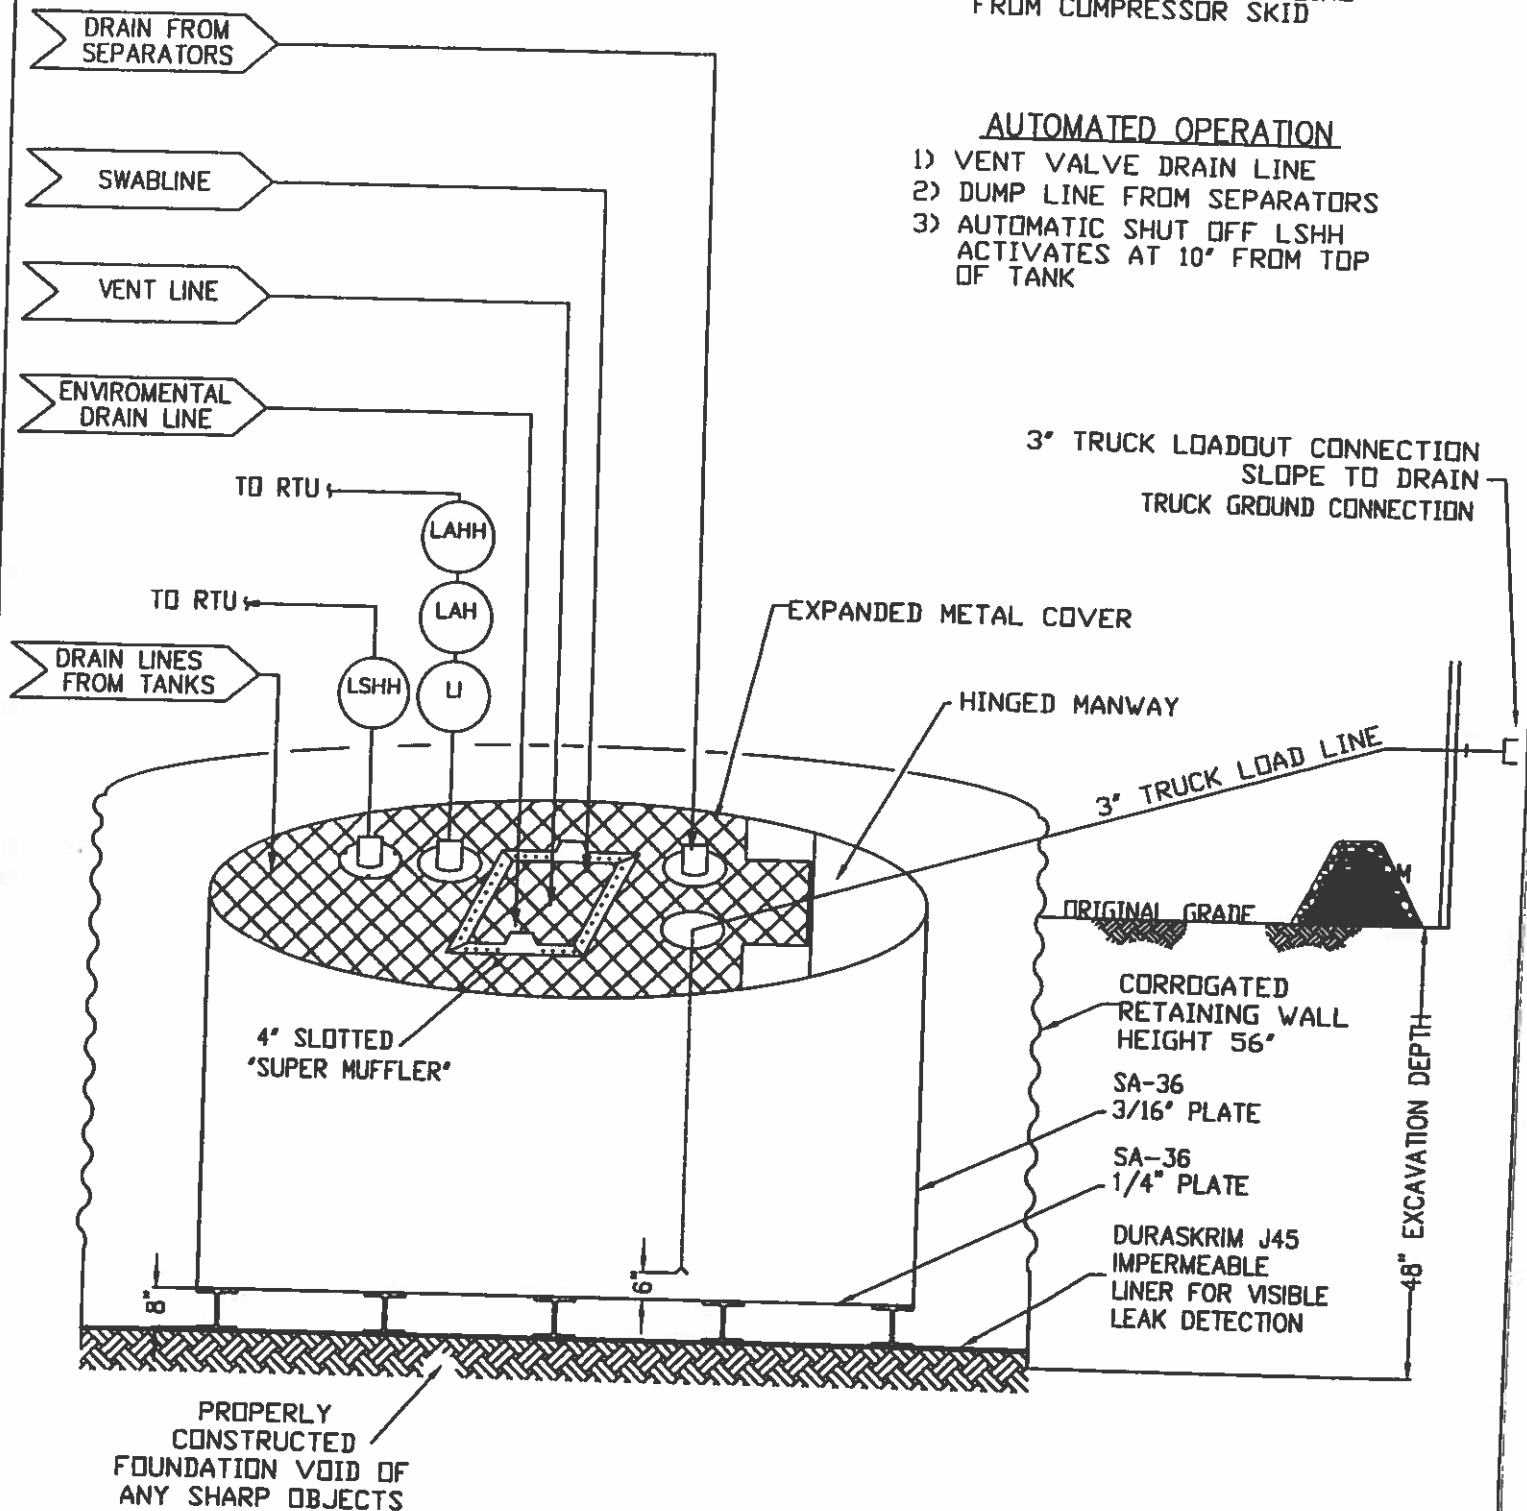 FROM COMPRESSOR SKID
DRAIN FROM
SEPARATORS
AUTOMATED OPERATION
1) VENT VALVE DRAIN LINE
2) DUMP LINE FROM SEPARATORS
3) AUTOMATIC SHUT OFF LSHH
ACTIVATES AT 10" FROM TOP
OF TANK
SWABLINE
VENT LINE
ENVIROMENTAL
DRAIN LINE
3" TRUCK LOADOUT CONNECTION
SLOPE TO DRAIN
TRUCK GROUND CONNECTION
TO RTU
LAHH
LAH
LI
TO RTU
LSHH
DRAIN LINES
FROM TANKS
EXPANDED METAL COVER
HINGED MANWAY
3" TRUCK LOAD LINE
ORIGINAL GRADE
M
4" SLOTTED
"SUPER MUFFLER"
CORROGATED
RETAINING WALL
HEIGHT 56"
SA-36
3/16" PLATE
SA-36
1/4" PLATE
DURASKRIM J45
IMPERMEABLE
LINER FOR VISIBLE
LEAK DETECTION
48" EXCAVATION DEPTH
8"
6"
PROPERLY
CONSTRUCTED
FOUNDATION VOID OF
ANY SHARP OBJECTS